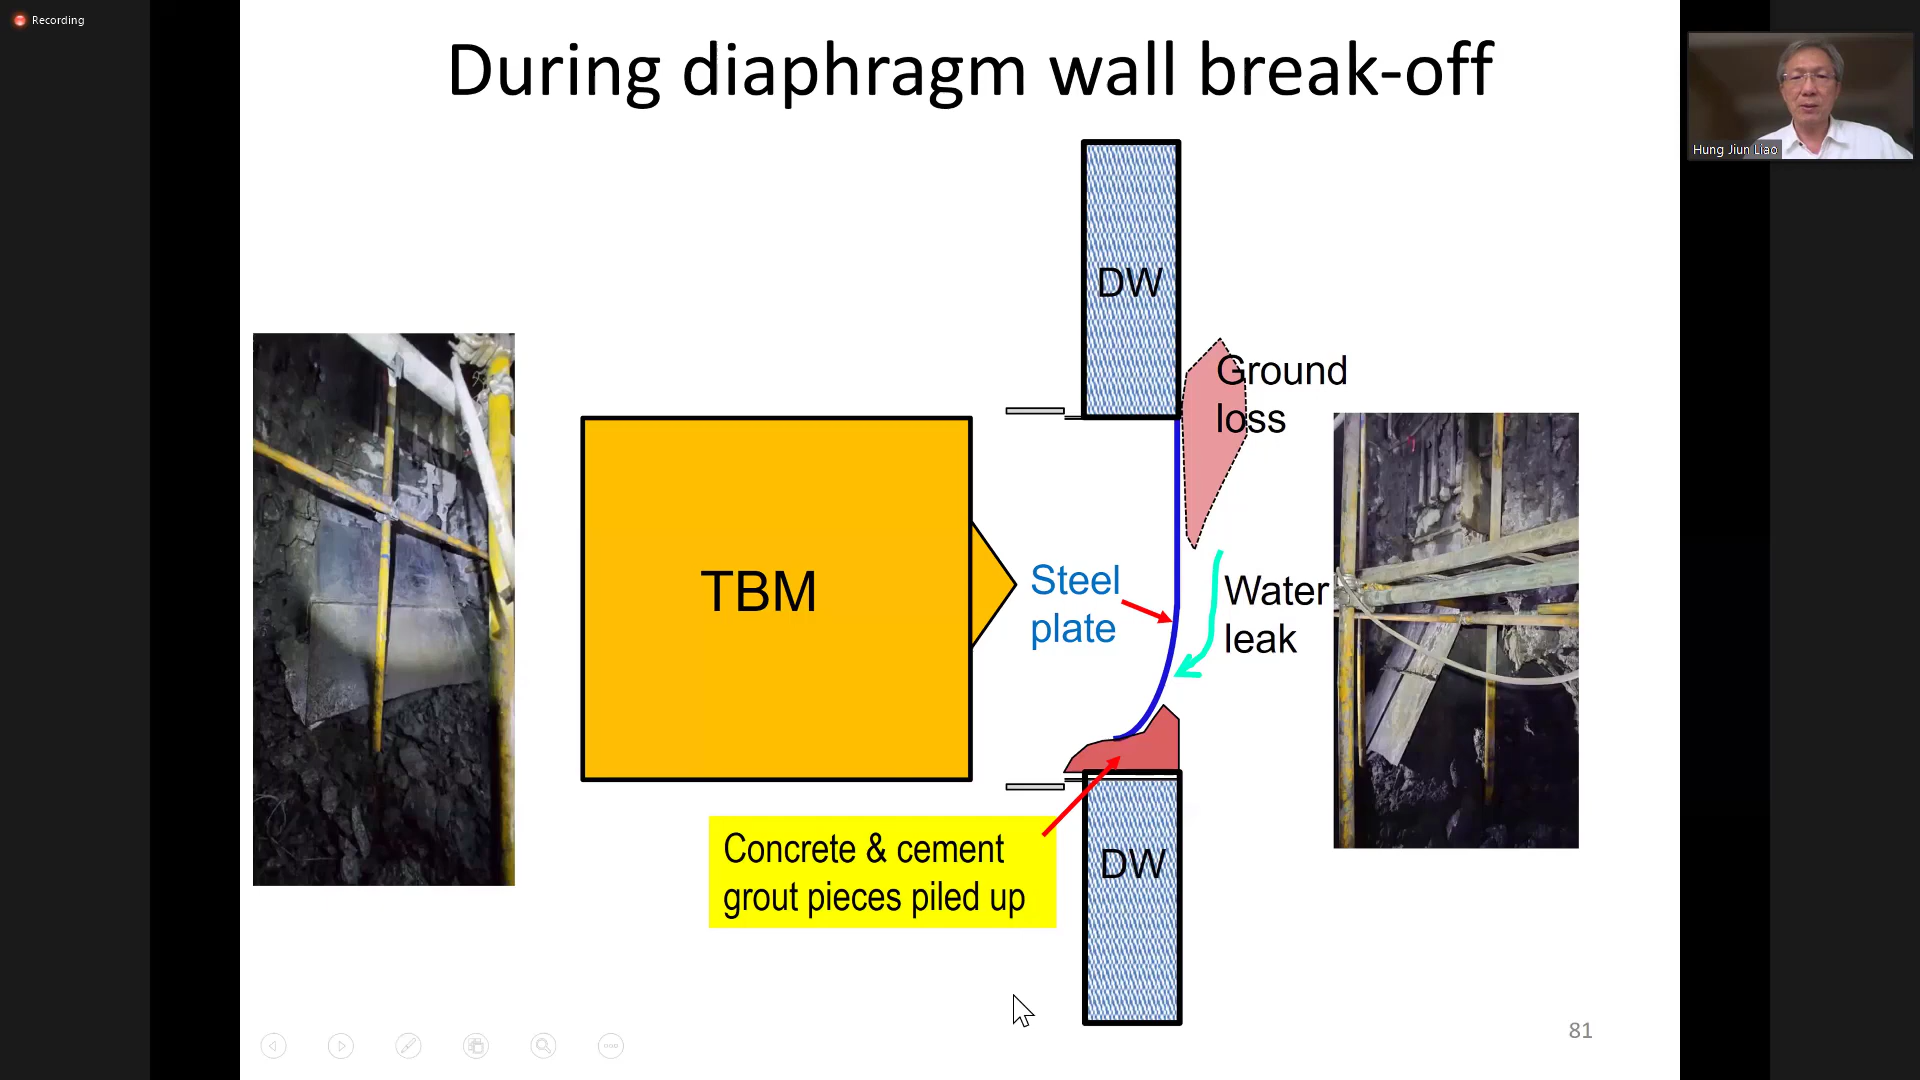 Recording
During diaphragm wall break-off
Hung Jiun Liao
DW
Ground
loss
TBM
Steel
plate
Water
leak
Concrete & cement
grout pieces piled up
DW
81